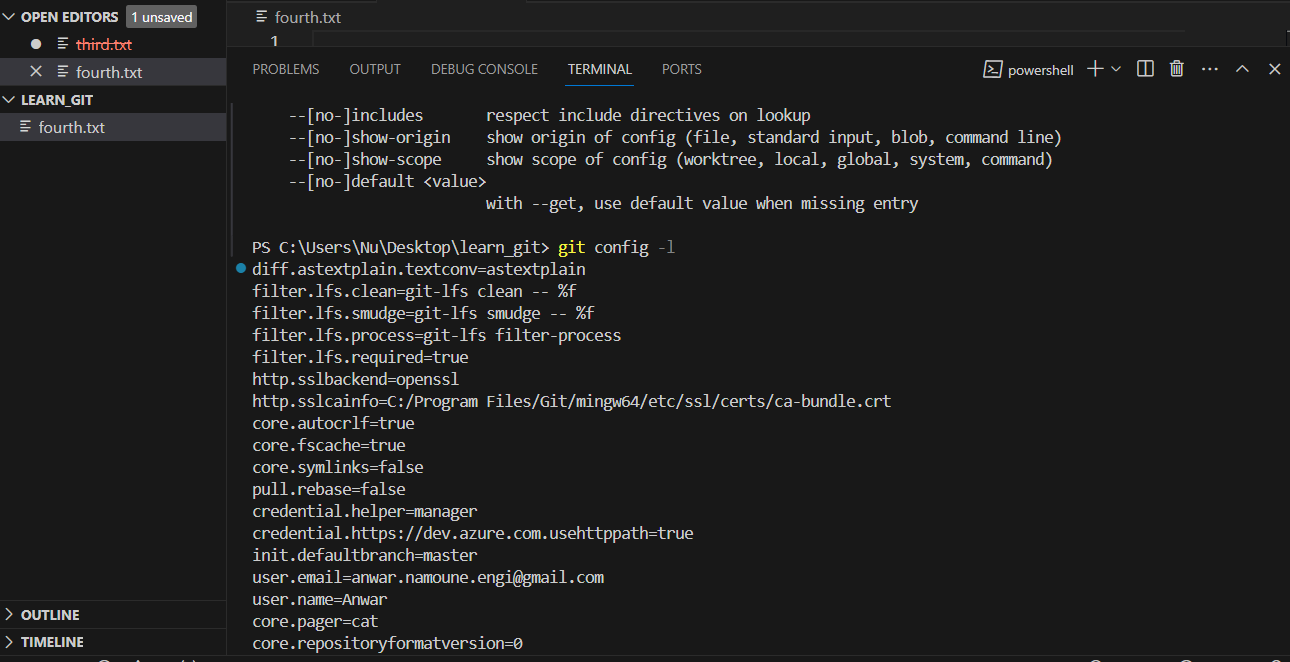 OPEN EDITORS 1 unsaved
third.txt
fourth.txt
LEARN_GIT
fourth.txt
OUTLINE
TIMELINE
fourth.txt
1
PROBLEMS OUTPUT DEBUG CONSOLE TERMINAL PORTS powershell
--[no-]includes respect include directives on lookup
--[no-]show-origin show origin of config (file, standard input, blob, command line)
--[no-]show-scope show scope of config (worktree, local, global, system, command)
--[no-]default <value>
with --get, use default value when missing entry
PS C:\Users\Nu\Desktop\learn_git> git config -l
diff.astextplain.textconv=astextplain
filter.lfs.clean=git-lfs clean -- %f
filter.lfs.smudge=git-lfs smudge -- %f
filter.lfs.process=git-lfs filter-process
filter.lfs.required=true
http.sslbackend=openssl
http.sslcainfo=C:/Program Files/Git/mingw64/etc/ssl/certs/ca-bundle.crt
core.autocrlf=true
core.fscache=true
core.symlinks=false
pull.rebase=false
credential.helper=manager
credential.https://dev.azure.com.usehttppath=true
init.defaultbranch=master
user.email=anwar.namoune.engi@gmail.com
user.name=Anwar
core.pager=cat
core.repositoryformatversion=0